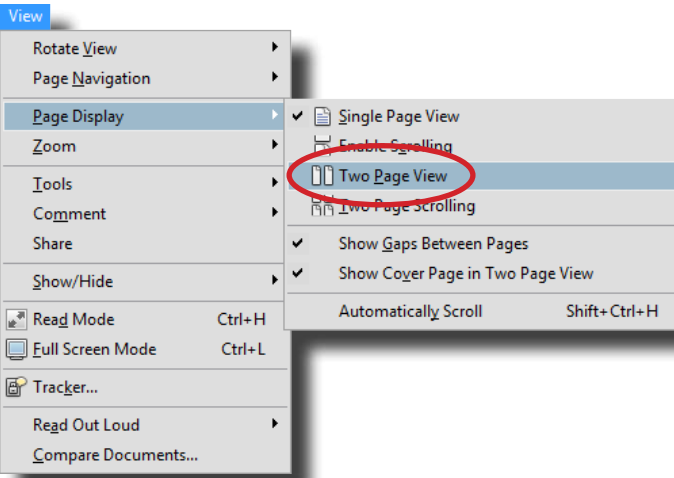 View
Rotate View
Page Navigation
Page Display
Zoom
Tools
Comment
Share
Show/Hide
Read Mode Ctrl+H
Full Screen Mode Ctrl+L
Tracker...
Read Out Loud
Compare Documents...
Single Page View
Enable Scrolling
Two Page View
Two Page Scrolling
Show Gaps Between Pages
Show Cover Page in Two Page View
Automatically Scroll Shift+Ctrl+H